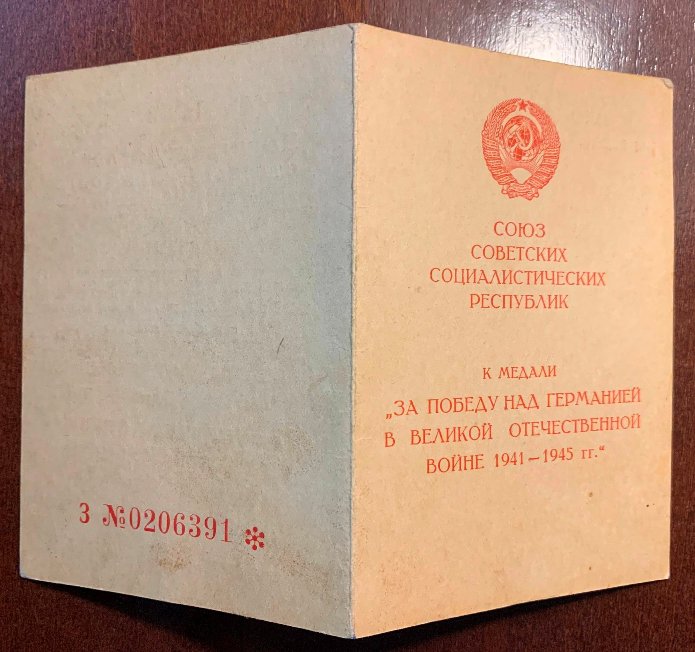 З №0206391 *
СОЮЗ
СОВЕТСКИХ
СОЦИАЛИСТИЧЕСКИХ
РЕСПУБЛИК
К МЕДАЛИ
„ЗА ПОБЕДУ НАД ГЕРМАНИЕЙ
В ВЕЛИКОЙ ОТЕЧЕСТВЕННОЙ
ВОЙНЕ 1941—1945 гг.“